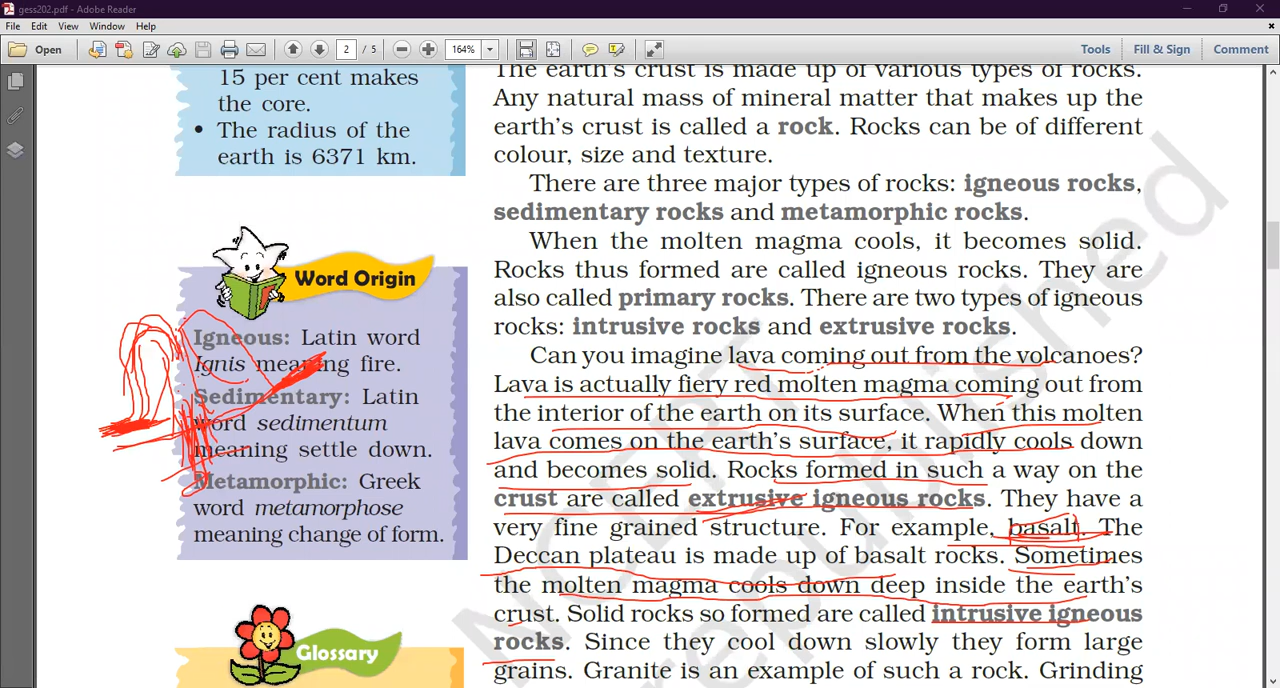 gess202.pdf - Adobe Reader
File Edit View Window Help
Open 2 / 5 164% Tools Fill & Sign Comment
15 per cent makes
the core.
• The radius of the
earth is 6371 km.
Word Origin
Igneous: Latin word
Ignis meaning fire.
Sedimentary: Latin
word sedimentum
meaning settle down.
Metamorphic: Greek
word metamorphose
meaning change of form.
Glossary
The earth's crust is made up of various types of rocks.
Any natural mass of mineral matter that makes up the
earth's crust is called a rock. Rocks can be of different
colour, size and texture.
There are three major types of rocks: igneous rocks,
sedimentary rocks and metamorphic rocks.
When the molten magma cools, it becomes solid.
Rocks thus formed are called igneous rocks. They are
also called primary rocks. There are two types of igneous
rocks: intrusive rocks and extrusive rocks.
Can you imagine lava coming out from the volcanoes?
Lava is actually fiery red molten magma coming out from
the interior of the earth on its surface. When this molten
lava comes on the earth's surface, it rapidly cools down
and becomes solid. Rocks formed in such a way on the
crust are called extrusive igneous rocks. They have a
very fine grained structure. For example, basalt. The
Deccan plateau is made up of basalt rocks. Sometimes
the molten magma cools down deep inside the earth's
crust. Solid rocks so formed are called intrusive igneous
rocks. Since they cool down slowly they form large
grains. Granite is an example of such a rock. Grinding
NCERT
republished